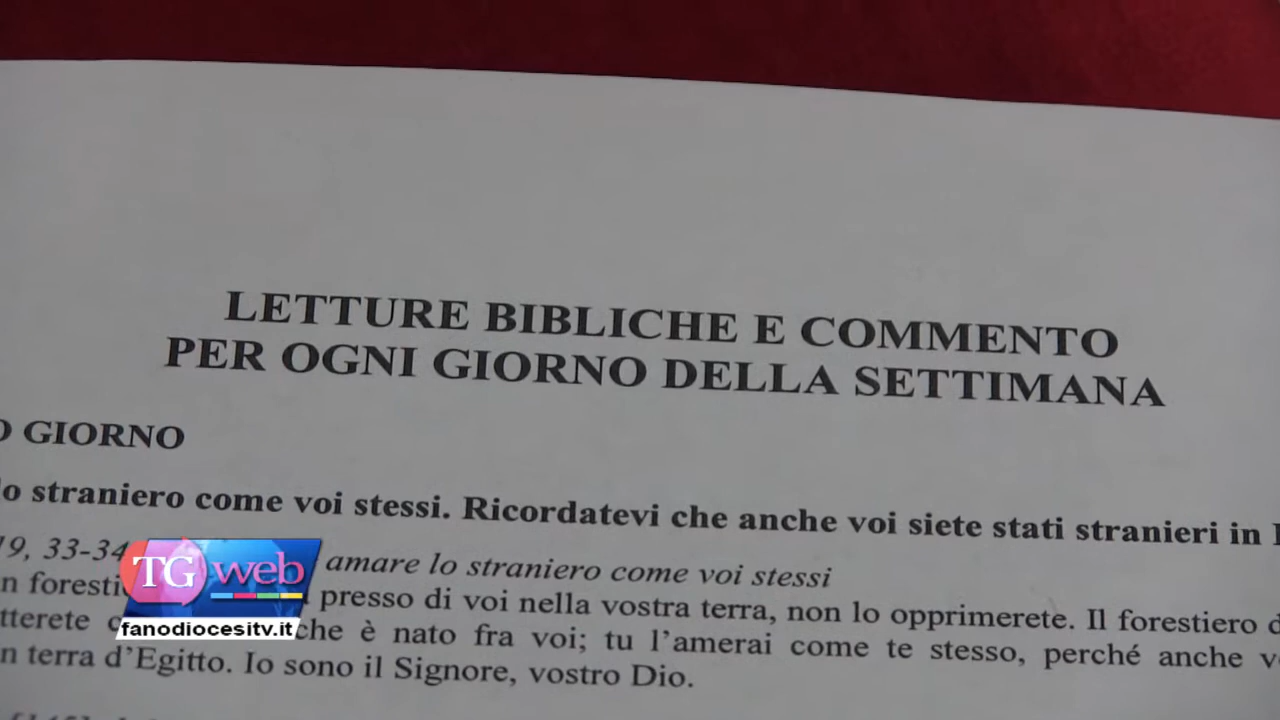 LETTURE BIBLICHE E COMMENTO
PER OGNI GIORNO DELLA SETTIMANA
GIORNO
lo straniero come voi stessi. Ricordatevi che anche voi siete stati stranieri in
19, 33-34 amare lo straniero come voi stessi
presso di voi nella vostra terra, non lo opprimerete. Il forestiero
che è nato fra voi; tu l'amerai come te stesso, perché anche
n terra d'Egitto. Io sono il Signore, vostro Dio.
TG web
fanodiocesitv.it